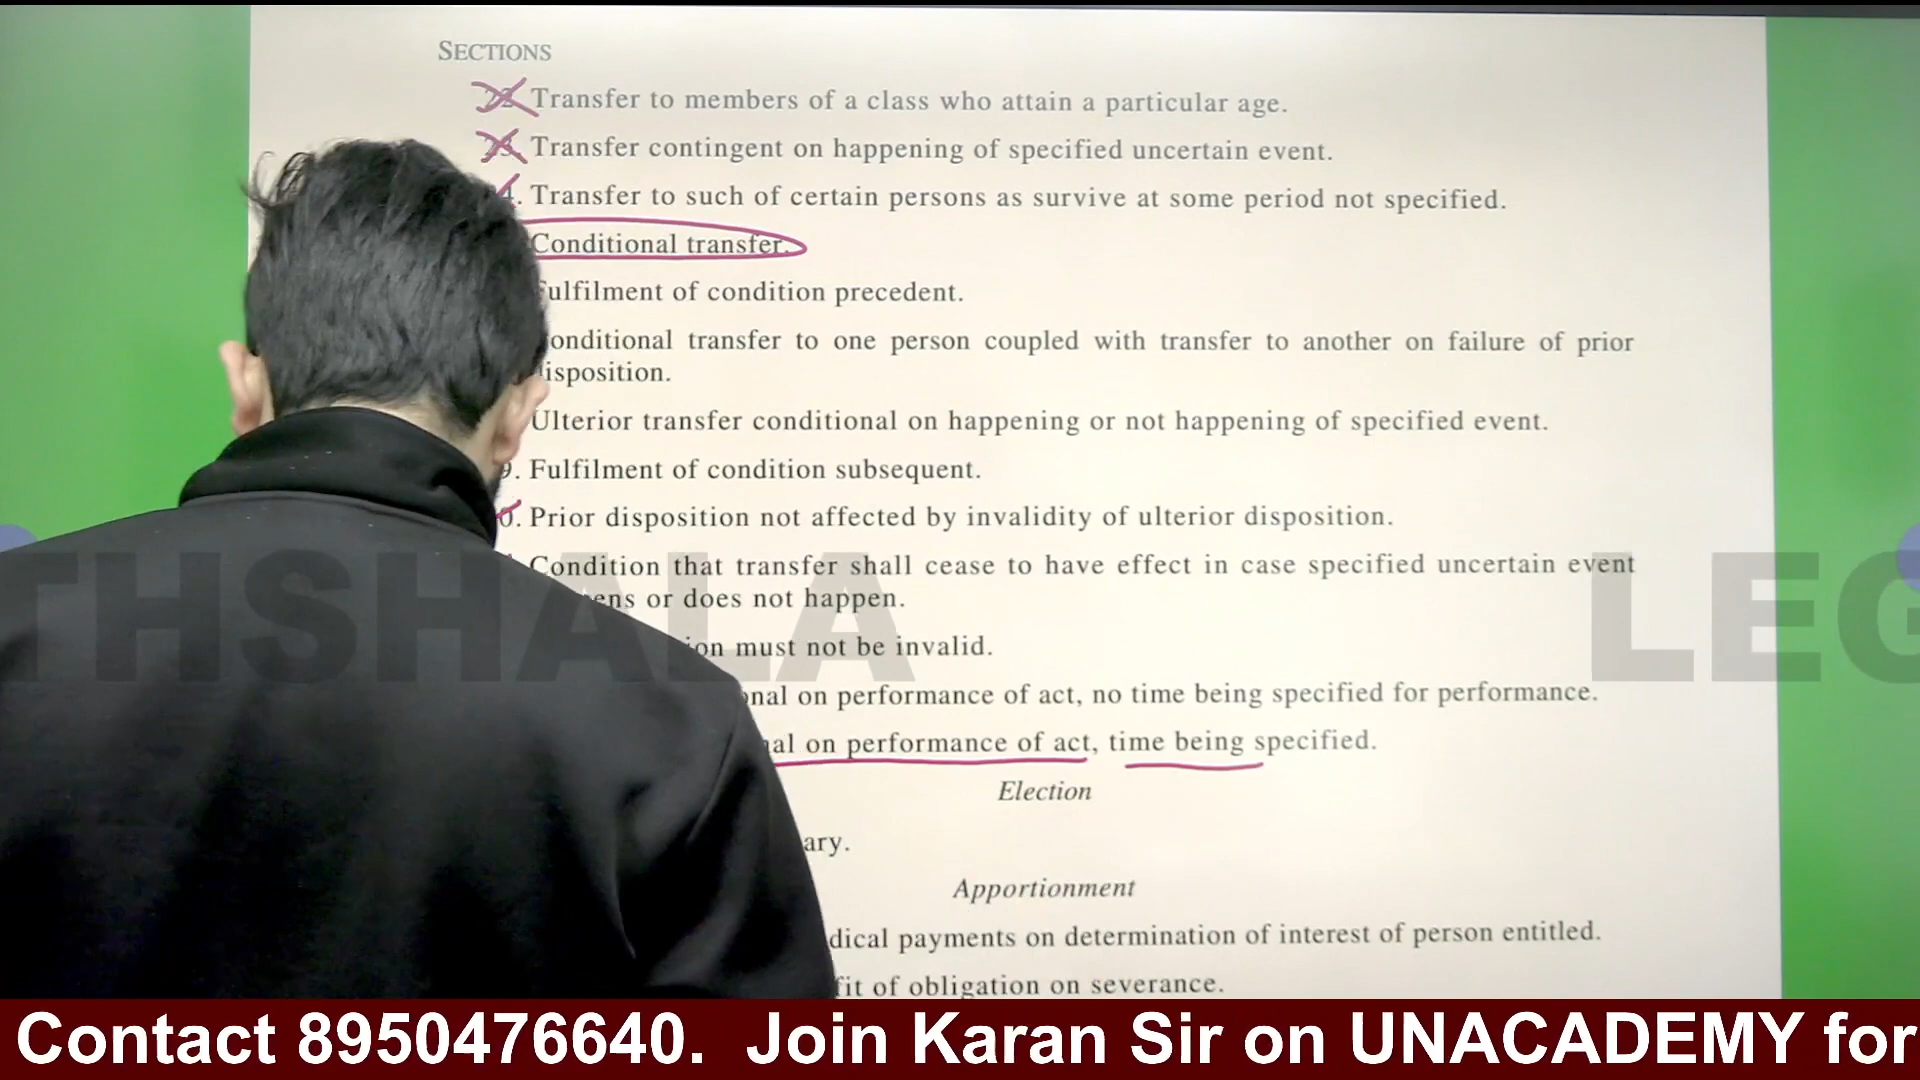 SECTIONS
22. Transfer to members of a class who attain a particular age.
23. Transfer contingent on happening of specified uncertain event.
Transfer to such of certain persons as survive at some period not specified.
Conditional transfer.
Fulfilment of condition precedent.
onditional transfer to one person coupled with transfer to another on failure of prior
isposition.
Ulterior transfer conditional on happening or not happening of specified event.
9. Fulfilment of condition subsequent.
0. Prior disposition not affected by invalidity of ulterior disposition.
Condition that transfer shall cease to have effect in case specified uncertain event
ens or does not happen.
on must not be invalid.
nal on performance of act, no time being specified for performance.
al on performance of act, time being specified.
Election
ary.
Apportionment
dical payments on determination of interest of person entitled.
fit of obligation on severance.
THSHALA LEG
Contact 8950476640. Join Karan Sir on UNACADEMY for